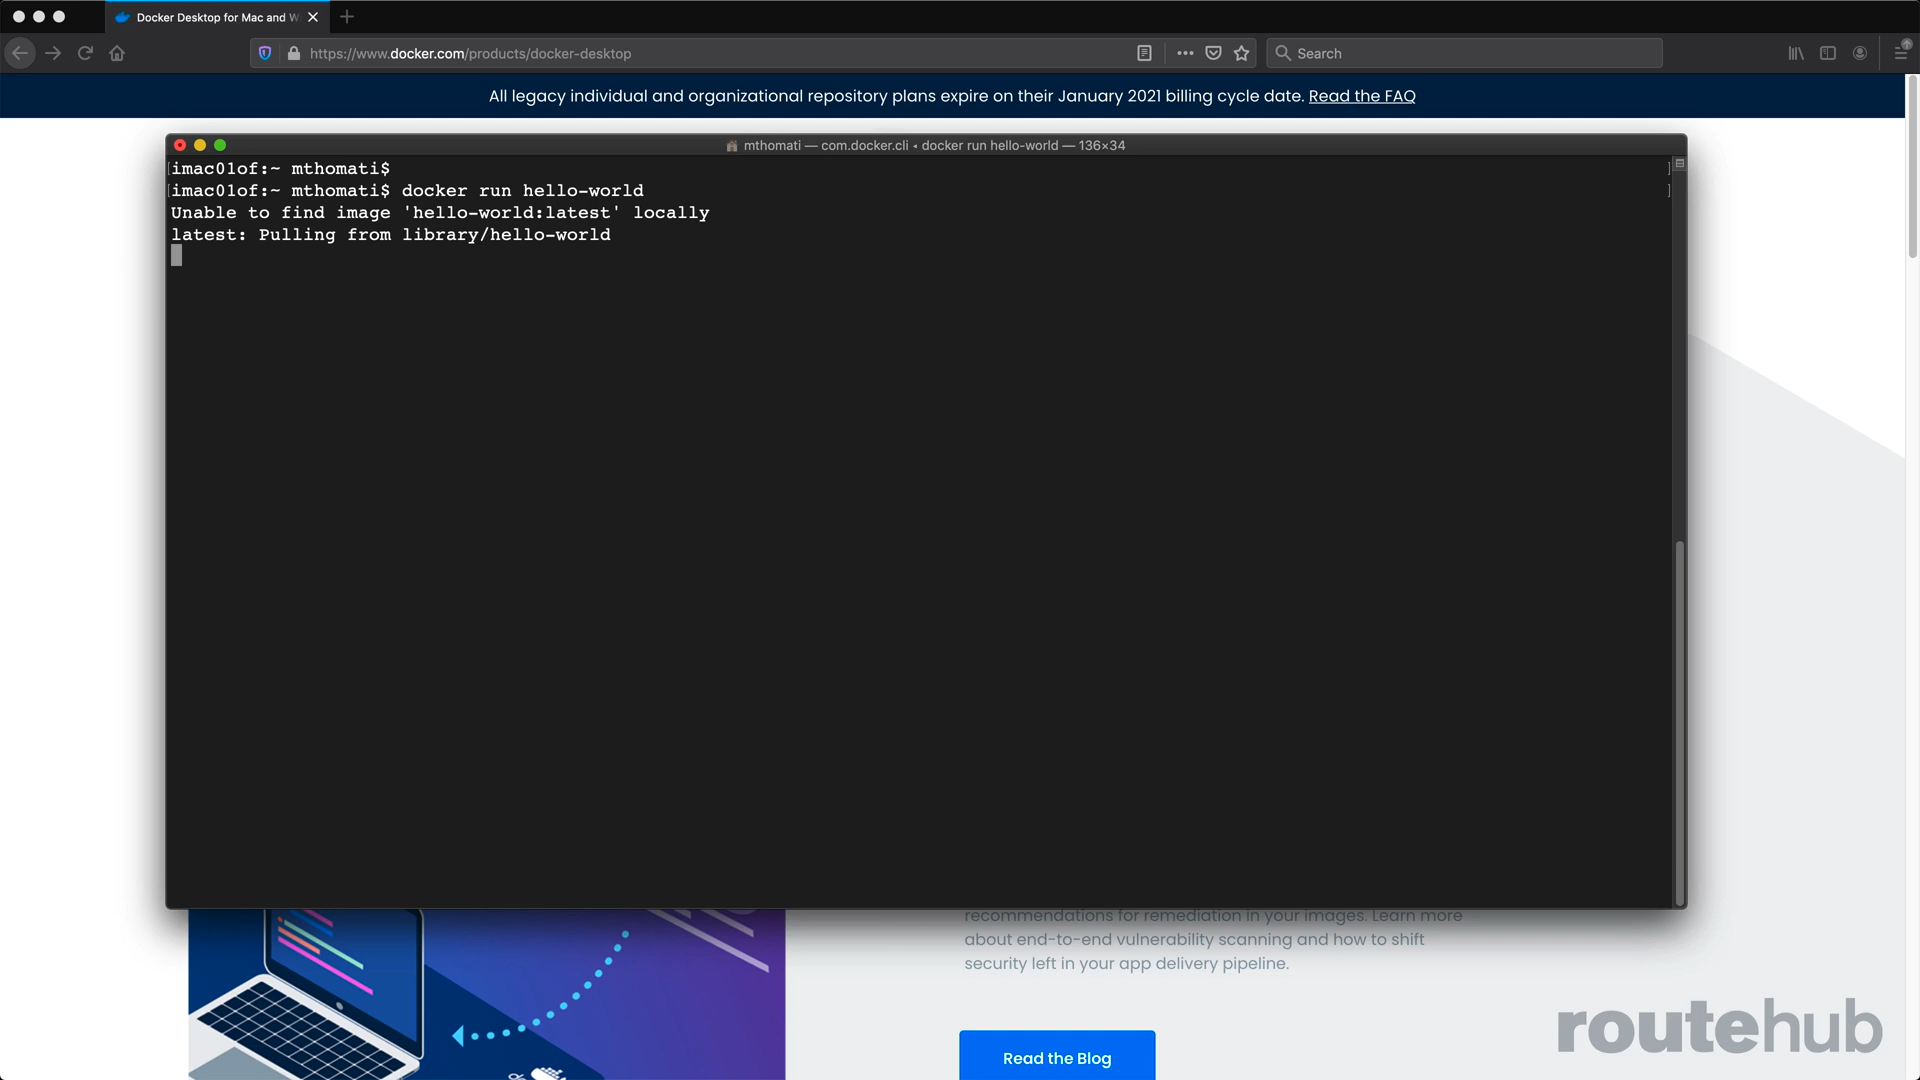 Docker Desktop for Mac and W
https://www.docker.com/products/docker-desktop
Search
All legacy individual and organizational repository plans expire on their January 2021 billing cycle date. Read the FAQ
mthomati — com.docker.cli ◂ docker run hello-world — 136×34
[imac01of:~ mthomati$ ]
[imac01of:~ mthomati$ docker run hello-world ]
Unable to find image 'hello-world:latest' locally
latest: Pulling from library/hello-world
recommendations for remediation in your images. Learn more
about end-to-end vulnerability scanning and how to shift
security left in your app delivery pipeline.
Read the Blog
routehub